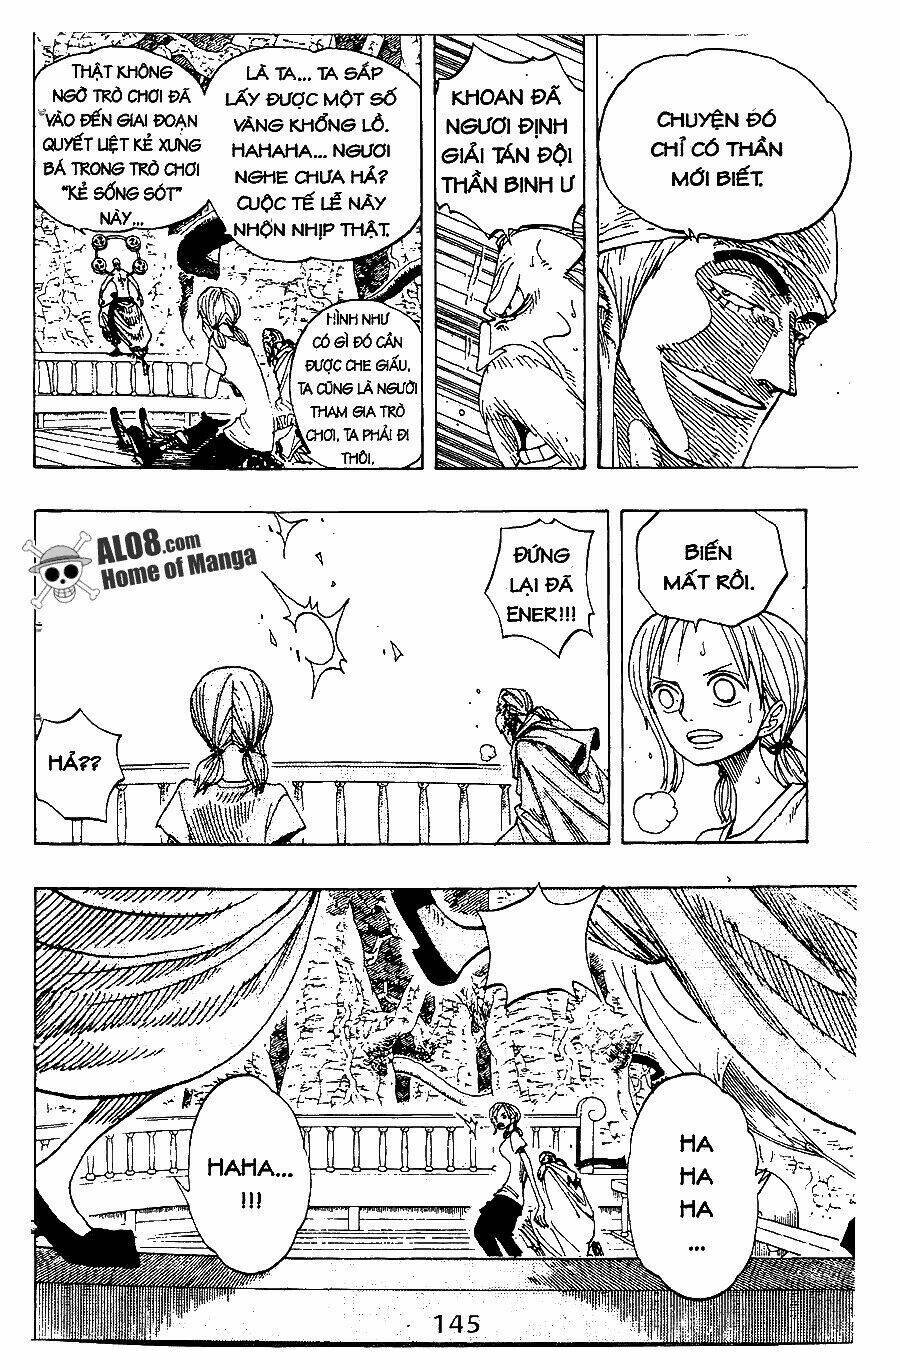 CHUYỆN ĐÓ
CHỈ CÓ THẦN
MỚI BIẾT.
KHOAN ĐÃ
NGƯƠI ĐỊNH
GIẢI TÁN ĐỘI
THẦN BINH Ư
LÀ TA... TA SẮP
LẤY ĐƯỢC MỘT SỐ
VÀNG KHỔNG LỒ.
HAHAHA... NGƯƠI
NGHE CHƯA HẢ?
CUỘC TẾ LỄ NÀY
NHỘN NHỊP THẬT.
THẬT KHÔNG
NGỜ TRÒ CHƠI ĐÃ
VÀO ĐẾN GIAI ĐOẠN
QUYẾT LIỆT KẺ XƯNG
BÁ TRONG TRÒ CHƠI
"KẺ SỐNG SÓT"
NÀY...
HÌNH NHƯ
CÓ GÌ ĐÓ CẦN
ĐƯỢC CHE GIẤU,
TA CŨNG LÀ NGƯỜI
THAM GIA TRÒ
CHƠI, TA PHẢI ĐI
THÔI.
BIẾN
MẤT RỒI.
ĐỨNG
LẠI ĐÃ
ENER!!!
HẢ??
AL08.com
Home of Manga
HA
HA
HA
...
HAHA...
!!!
145